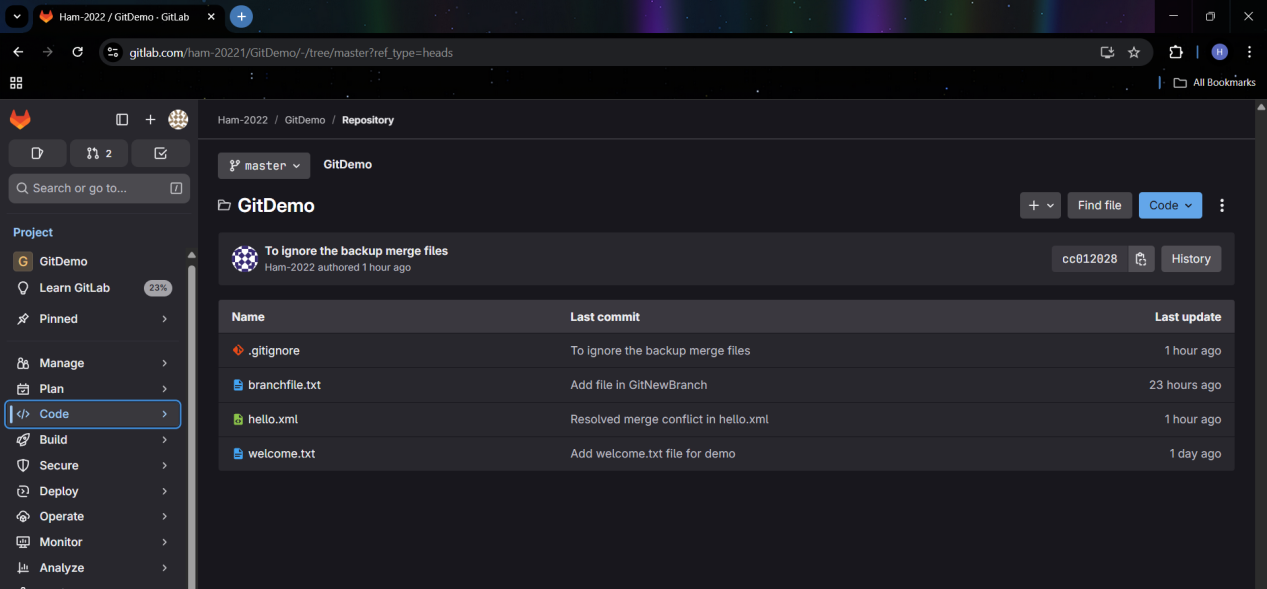 Ham-2022 / GitDemo · GitLab
gitlab.com/ham-20221/GitDemo/-/tree/master?ref_type=heads
H
All Bookmarks
2
Search or go to...
/
Project
G GitDemo
Learn GitLab 23%
Pinned
Manage
Plan
Code
Build
Secure
Deploy
Operate
Monitor
Analyze
Ham-2022 / GitDemo / Repository
master GitDemo
GitDemo
Find file Code
To ignore the backup merge files
Ham-2022 authored 1 hour ago
cc012028 History
Name Last commit Last update
.gitignore To ignore the backup merge files 1 hour ago
branchfile.txt Add file in GitNewBranch 23 hours ago
hello.xml Resolved merge conflict in hello.xml 1 hour ago
welcome.txt Add welcome.txt file for demo 1 day ago